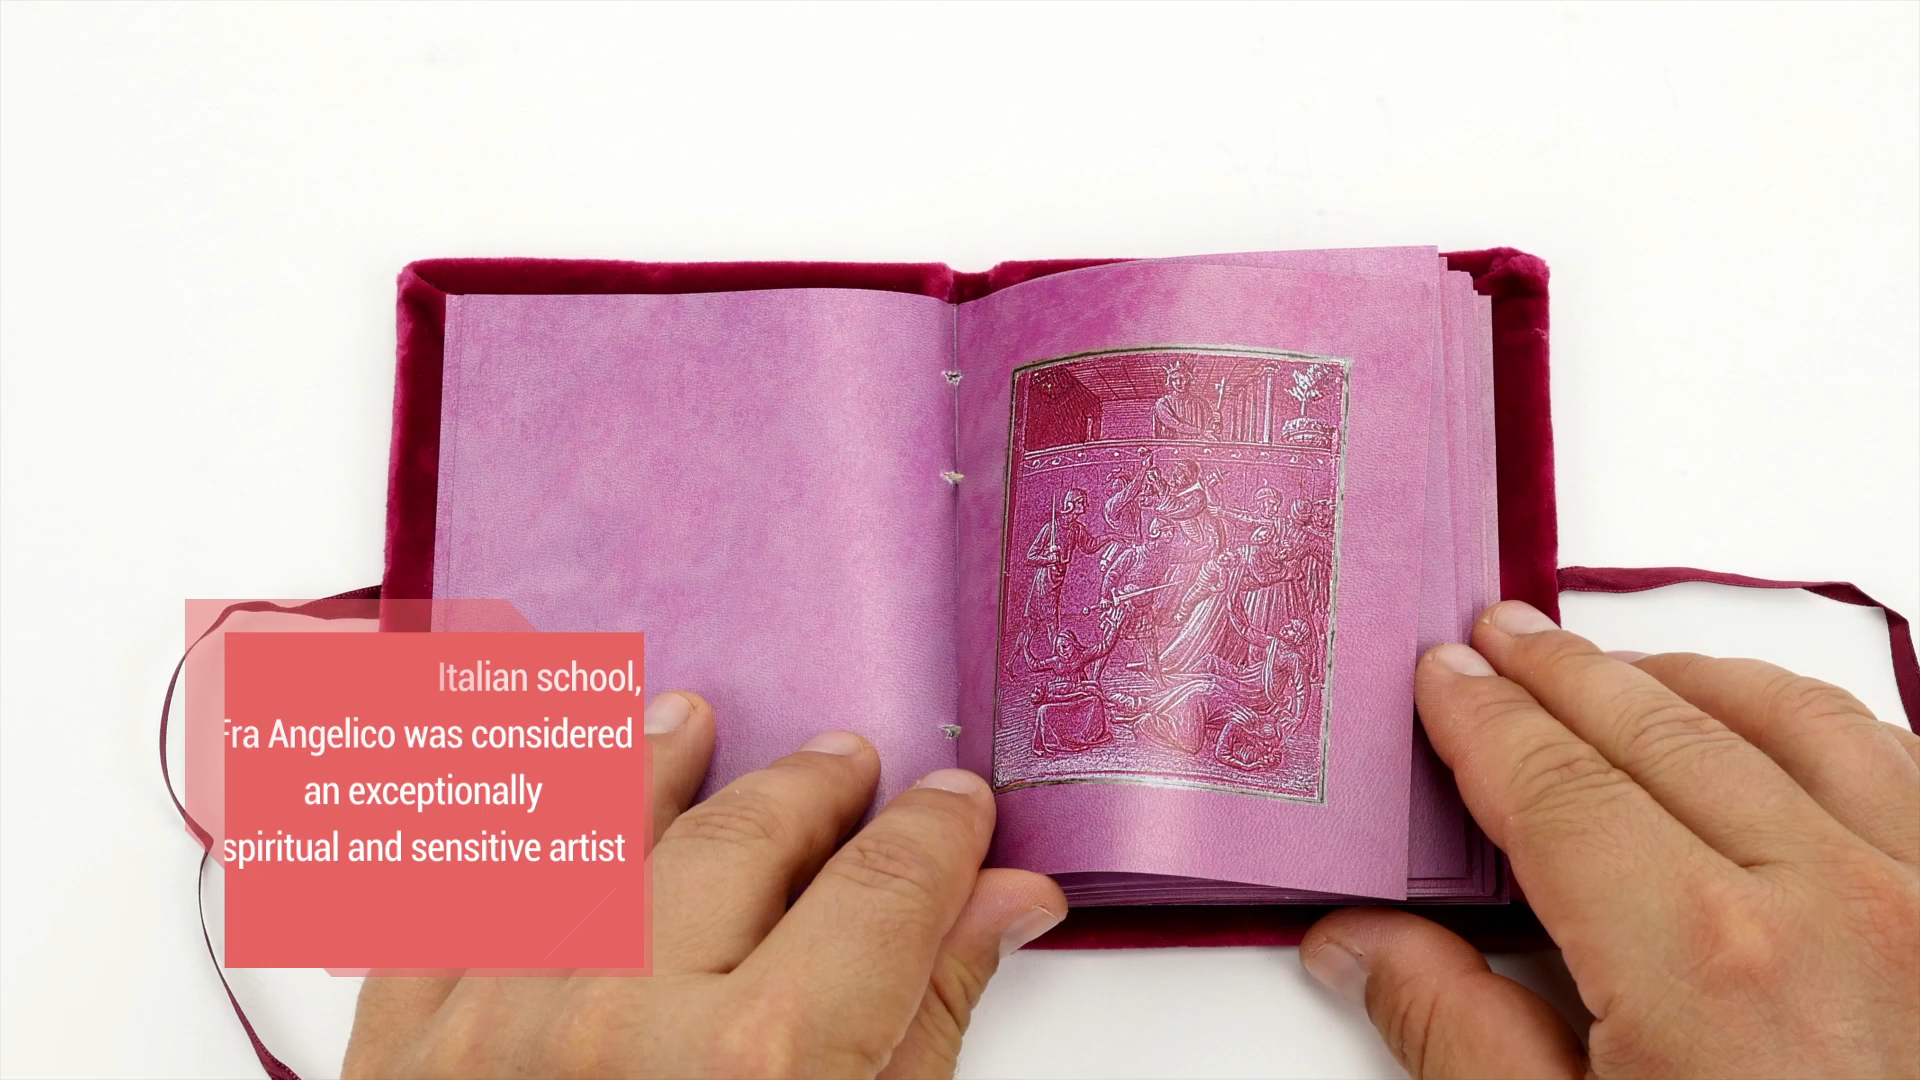 Italian school,
Fra Angelico was considered
an exceptionally
spiritual and sensitive artist